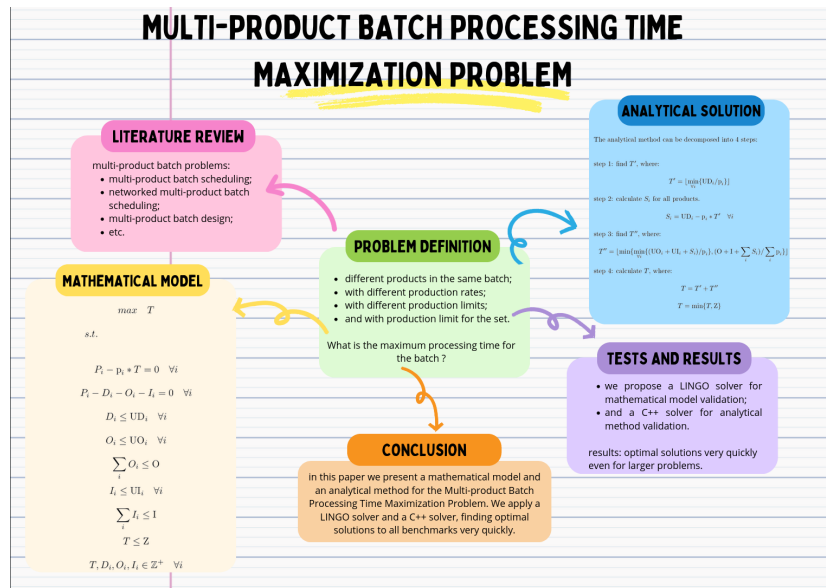 MULTI-PRODUCT BATCH PROCESSING TIME
MAXIMIZATION PROBLEM
LITERATURE REVIEW
multi-product batch problems:
• multi-product batch scheduling;
• networked multi-product batch
scheduling;
• multi-product batch design;
• etc.
MATHEMATICAL MODEL
max T
s.t.
P_i − p_i * T = 0 ∀i
P_i − D_i − O_i − I_i = 0 ∀i
D_i ≤ UD_i ∀i
O_i ≤ UO_i ∀i
∑_i O_i ≤ O
I_i ≤ UI_i ∀i
∑_i I_i ≤ I
T ≤ Z
T, D_i, O_i, I_i ∈ ℤ⁺ ∀i
PROBLEM DEFINITION
• different products in the same batch;
• with different production rates;
• with different production limits;
• and with production limit for the set.
What is the maximum processing time for
the batch ?
CONCLUSION
in this paper we present a mathematical model and
an analytical method for the Multi-product Batch
Processing Time Maximization Problem. We apply a
LINGO solver and a C++ solver, finding optimal
solutions to all benchmarks very quickly.
ANALYTICAL SOLUTION
The analytical method can be decomposed into 4 steps:
step 1: find T′, where:
T′ = ⌊min_∀i{UD_i/p_i}⌋
step 2: calculate S_i for all products.
S_i = UD_i − p_i * T′ ∀i
step 3: find T″, where:
T″ = ⌊min{min_∀i{(UO_i + UI_i + S_i)/p_i}, (O + I + ∑_i S_i)/∑_i p_i}⌋
step 4: calculate T, where:
T = T′ + T″
T = min{T, Z}
TESTS AND RESULTS
• we propose a LINGO solver for
mathematical model validation;
• and a C++ solver for analytical
method validation.
results: optimal solutions very quickly
even for larger problems.